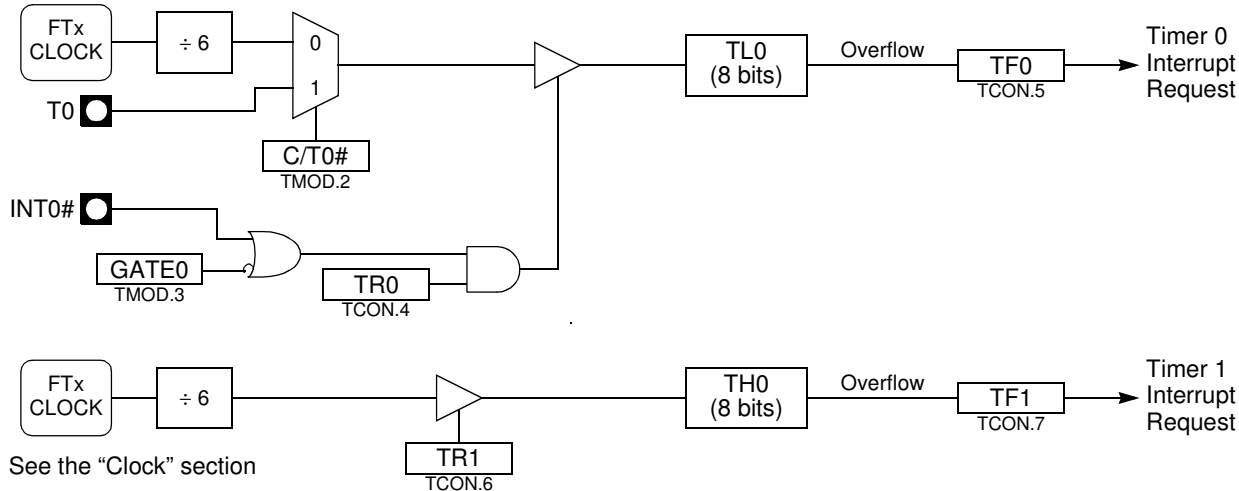 FTx
CLOCK
÷ 6
0
1
T0
C/T0#
TMOD.2
TL0
(8 bits)
Overflow
TF0
TCON.5
Timer 0
Interrupt
Request
INT0#
GATE0
TMOD.3
TR0
TCON.4
FTx
CLOCK
÷ 6
TR1
TCON.6
TH0
(8 bits)
Overflow
TF1
TCON.7
Timer 1
Interrupt
Request
See the “Clock” section